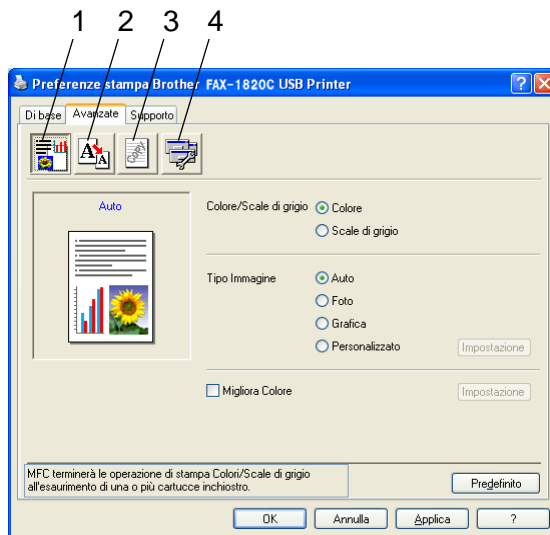 1 2 3 4
Preferenze stampa Brother FAX-1820C USB Printer
Di base Avanzate Supporto
Auto
Colore/Scale di grigio Colore
Scale di grigio
Tipo Immagine Auto
Foto
Grafica
Personalizzato Impostazione
Migliora Colore Impostazione
MFC terminerà le operazione di stampa Colori/Scale di grigio
all'esaurimento di una o più cartucce inchiostro.
Predefinito
OK Annulla Applica ?